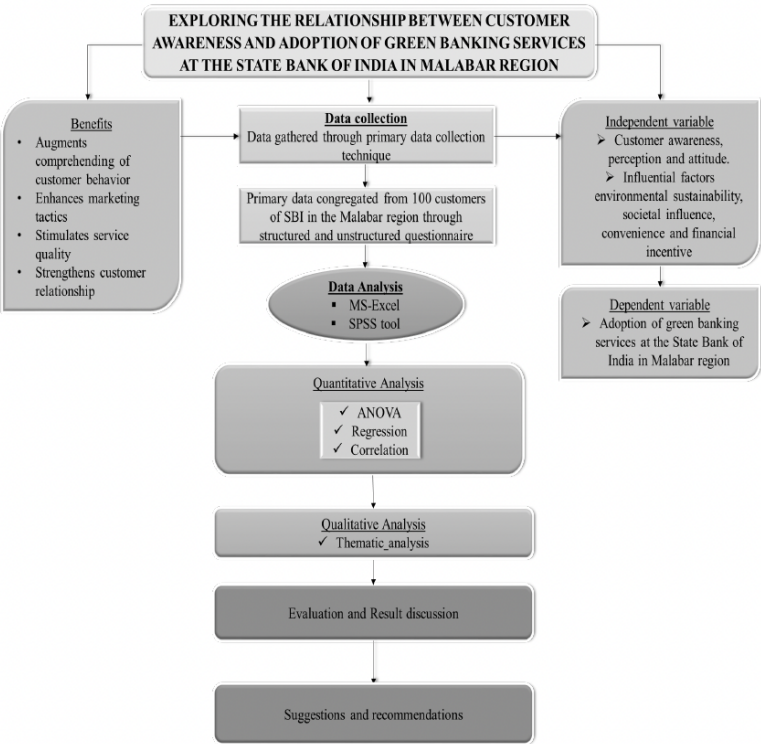 EXPLORING THE RELATIONSHIP BETWEEN CUSTOMER
AWARENESS AND ADOPTION OF GREEN BANKING SERVICES
AT THE STATE BANK OF INDIA IN MALABAR REGION
Benefits
• Augments
comprehending of
customer behavior
• Enhances marketing
tactics
• Stimulates service
quality
• Strengthens customer
relationship
Data collection
Data gathered through primary data collection
technique
Primary data congregated from 100 customers
of SBI in the Malabar region through
structured and unstructured questionnaire
Data Analysis
▪ MS-Excel
▪ SPSS tool
Quantitative Analysis
✓ ANOVA
✓ Regression
✓ Correlation
Qualitative Analysis
✓ Thematic_analysis
Evaluation and Result discussion
Suggestions and recommendations
Independent variable
➢ Customer awareness,
perception and attitude.
➢ Influential factors
environmental sustainability,
societal influence,
convenience and financial
incentive
Dependent variable
➢ Adoption of green banking
services at the State Bank of
India in Malabar region